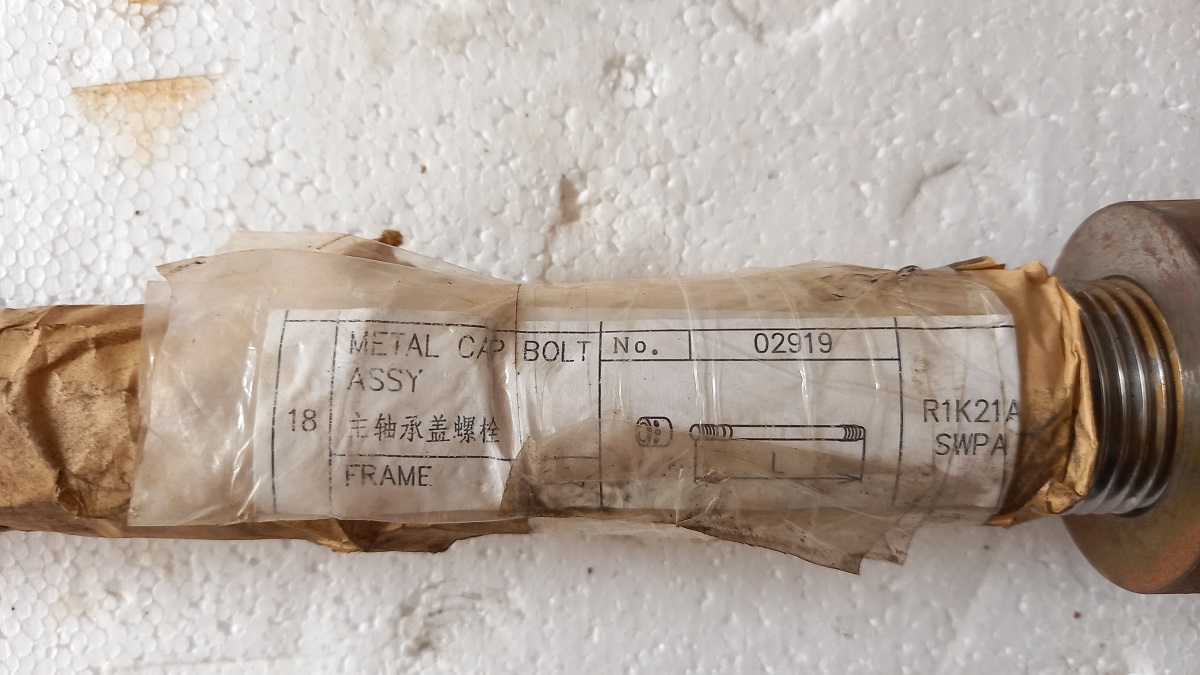 18
METAL CAP BOLT
ASSY
主轴承盖螺栓
FRAME
No. 02919
L
R1K21A
SWPA